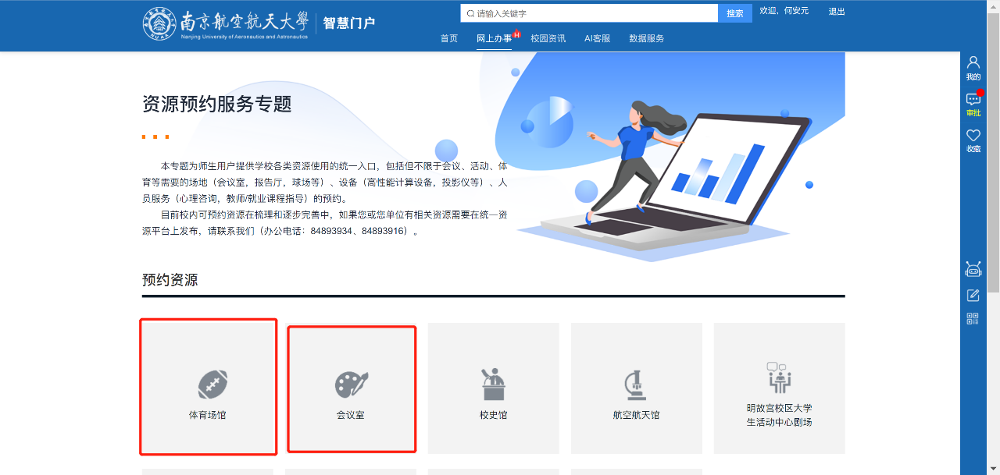 南京航空航天大學
Nanjing University of Aeronautics and Astronautics
NUAA
智慧门户
请输入关键字
搜索
欢迎，何安元
退出
首页
网上办事
H
校园资讯
AI客服
数据服务
我的
审批
收藏
资源预约服务专题
本专题为师生用户提供学校各类资源使用的统一入口，包括但不限于会议、活动、体
育等需要的场地（会议室，报告厅，球场等）、设备（高性能计算设备，投影仪等）、人
员服务（心理咨询，教师/就业课程指导）的预约。
目前校内可预约资源在梳理和逐步完善中，如果您或您单位有相关资源需要在统一资
源平台上发布，请联系我们（办公电话：84893934、84893916）。
预约资源
体育场馆
会议室
校史馆
航空航天馆
明故宫校区大学
生活动中心剧场